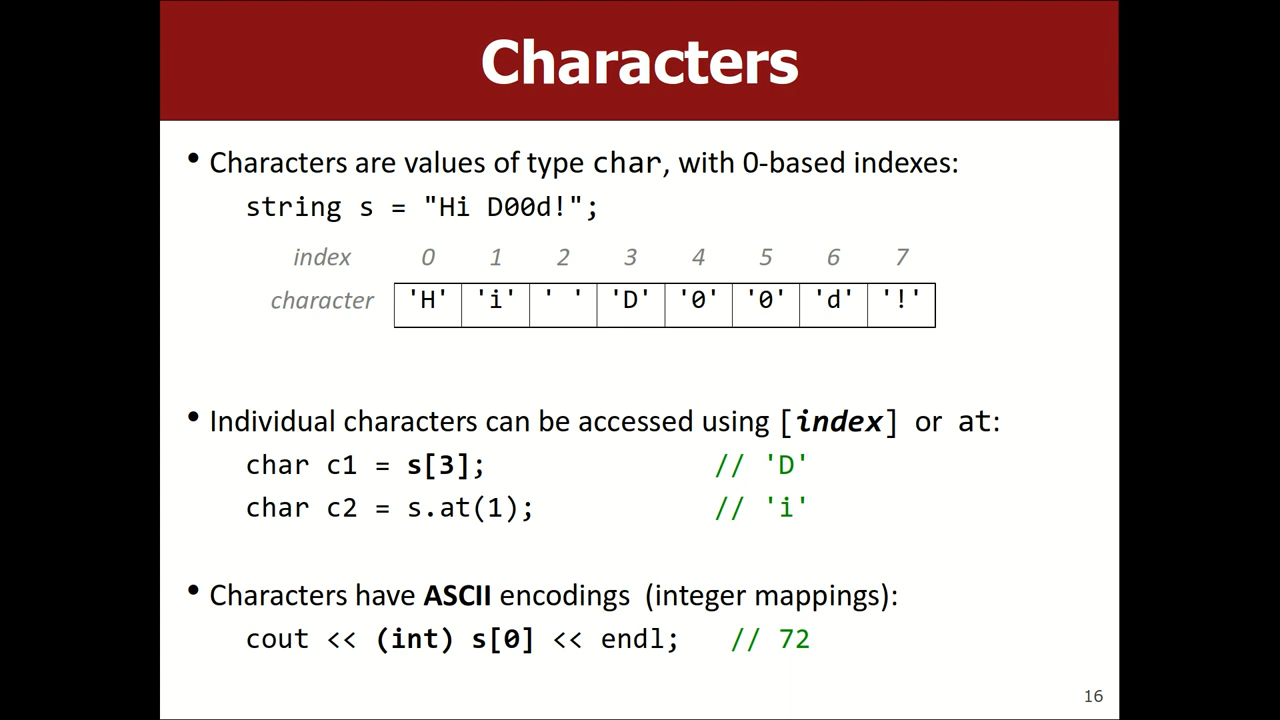 Characters
• Characters are values of type char, with 0-based indexes:
string s = "Hi D00d!";
index 0 1 2 3 4 5 6 7
character 'H' 'i' ' ' 'D' '0' '0' 'd' '!'
• Individual characters can be accessed using [index] or at:
char c1 = s[3]; // 'D'
char c2 = s.at(1); // 'i'
• Characters have ASCII encodings (integer mappings):
cout << (int) s[0] << endl; // 72
16